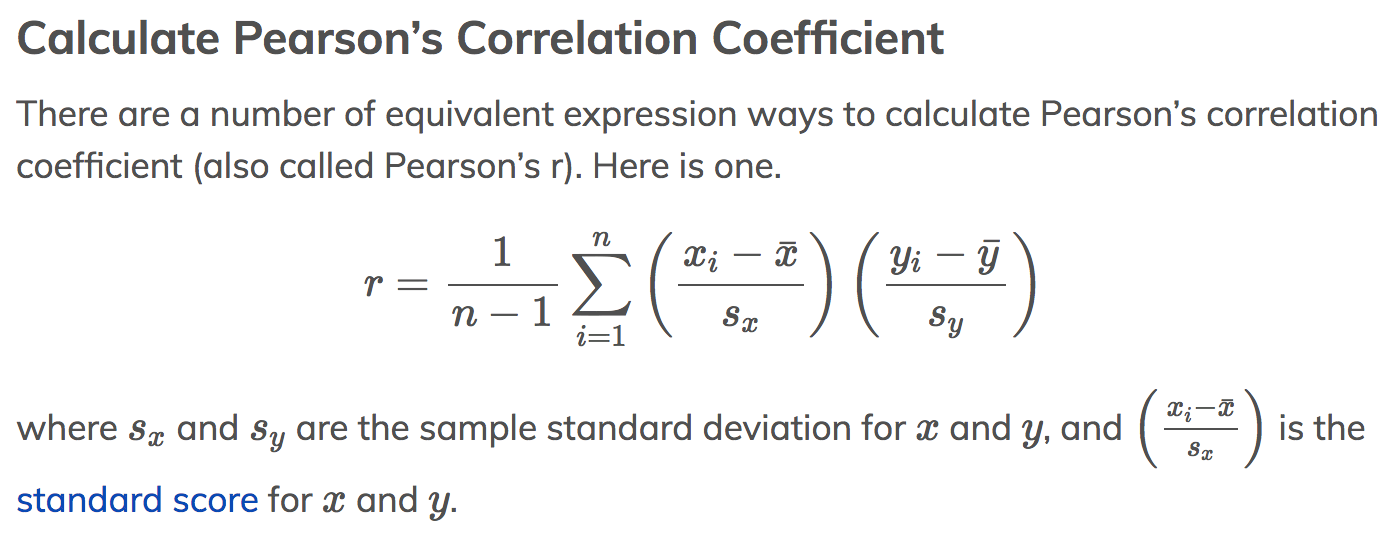 Calculate Pearson’s Correlation Coefficient
There are a number of equivalent expression ways to calculate Pearson’s correlation
coefficient (also called Pearson’s r). Here is one.
r = \frac{1}{n - 1} \sum_{i=1}^{n} \left( \frac{x_i - \bar{x}}{s_x} \right) \left( \frac{y_i - \bar{y}}{s_y} \right)
where s_x and s_y are the sample standard deviation for x and y, and \left( \frac{x_i - \bar{x}}{s_x} \right) is the
standard score for x and y.